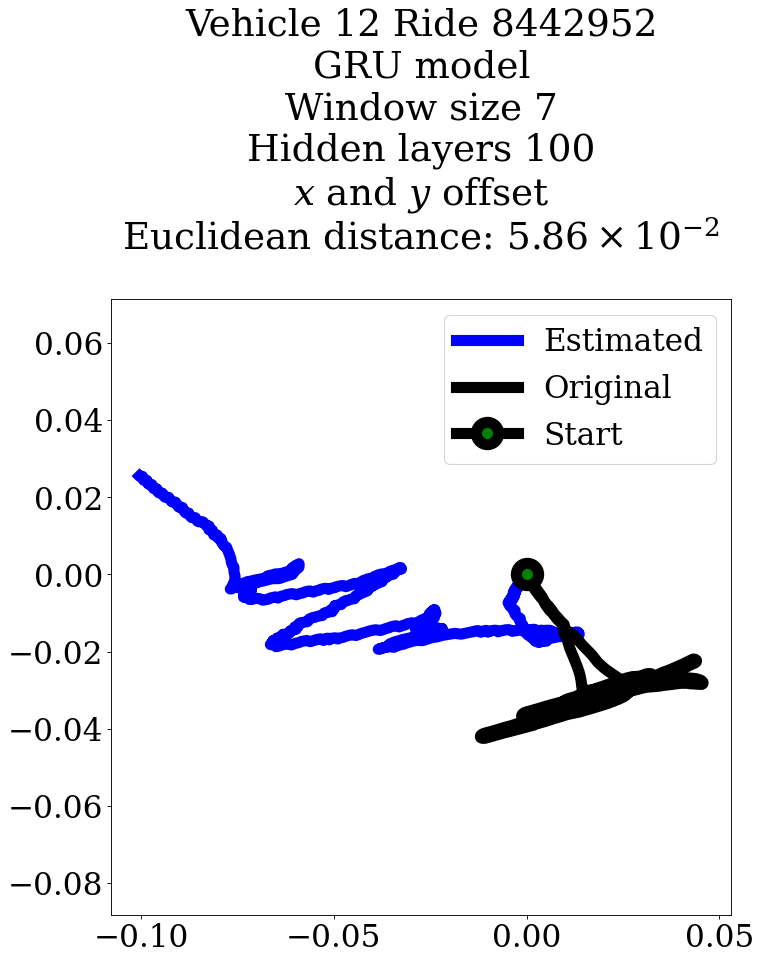 Vehicle 12 Ride 8442952
GRU model
Window size 7
Hidden layers 100
x and y offset
Euclidean distance: 5.86 × 10⁻²
Estimated
Original
Start
0.06
0.04
0.02
0.00
−0.02
−0.04
−0.06
−0.08
−0.10 −0.05 0.00 0.05